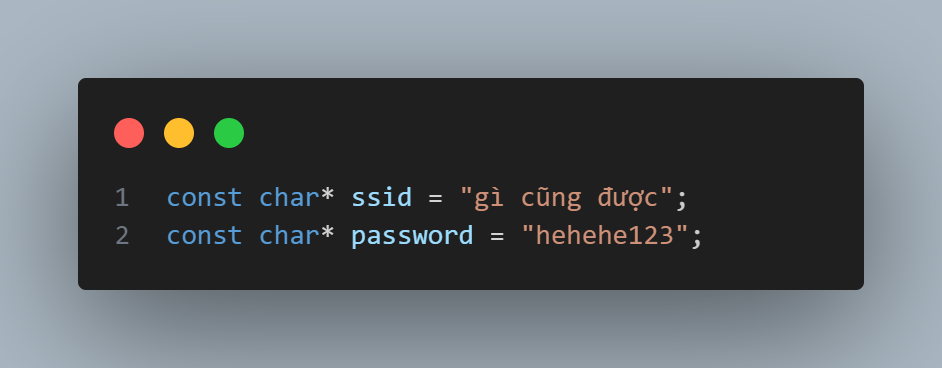 1 const char* ssid = "gì cũng được";
2 const char* password = "hehehe123";